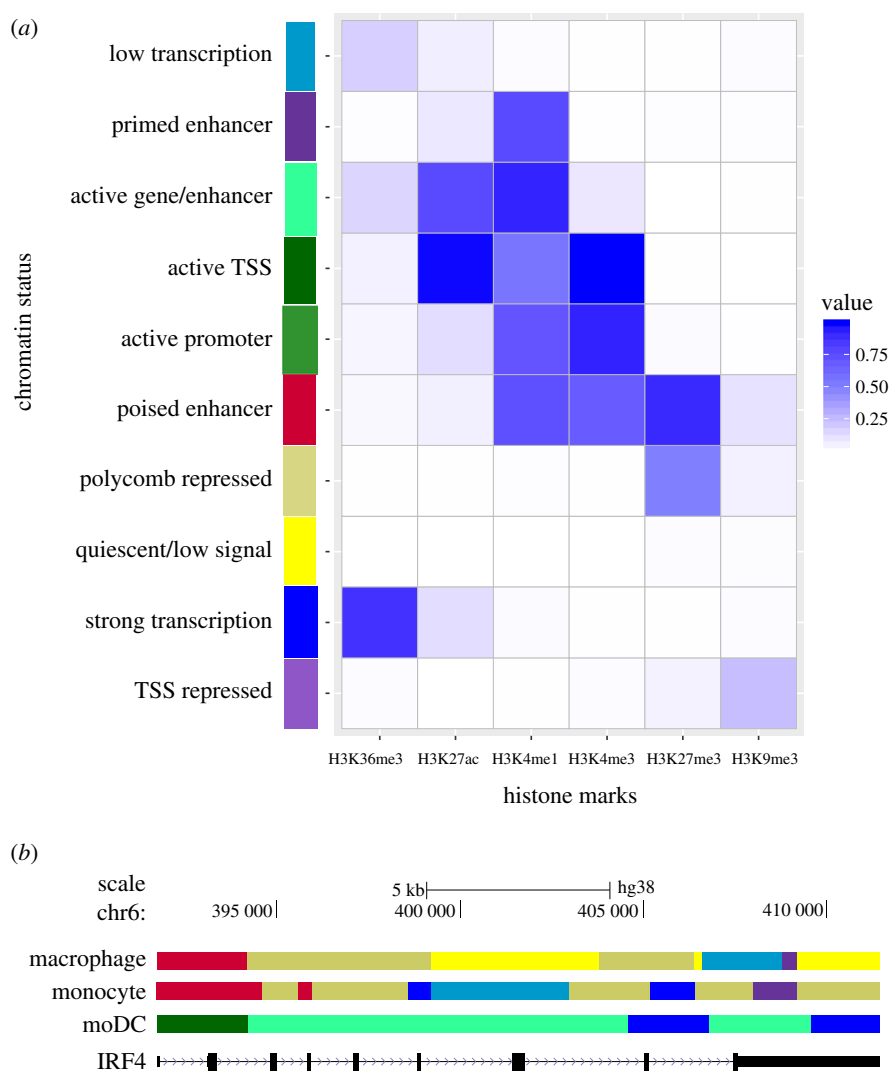 (a)
low transcription
primed enhancer
active gene/enhancer
active TSS
active promoter
poised enhancer
polycomb repressed
quiescent/low signal
strong transcription
TSS repressed
chromatin status
value
0.75
0.50
0.25
H3K36me3 H3K27ac H3K4me1 H3K4me3 H3K27me3 H3K9me3
histone marks
(b)
scale 5 kb hg38
chr6: 395 000 400 000 405 000 410 000
macrophage
monocyte
moDC
IRF4